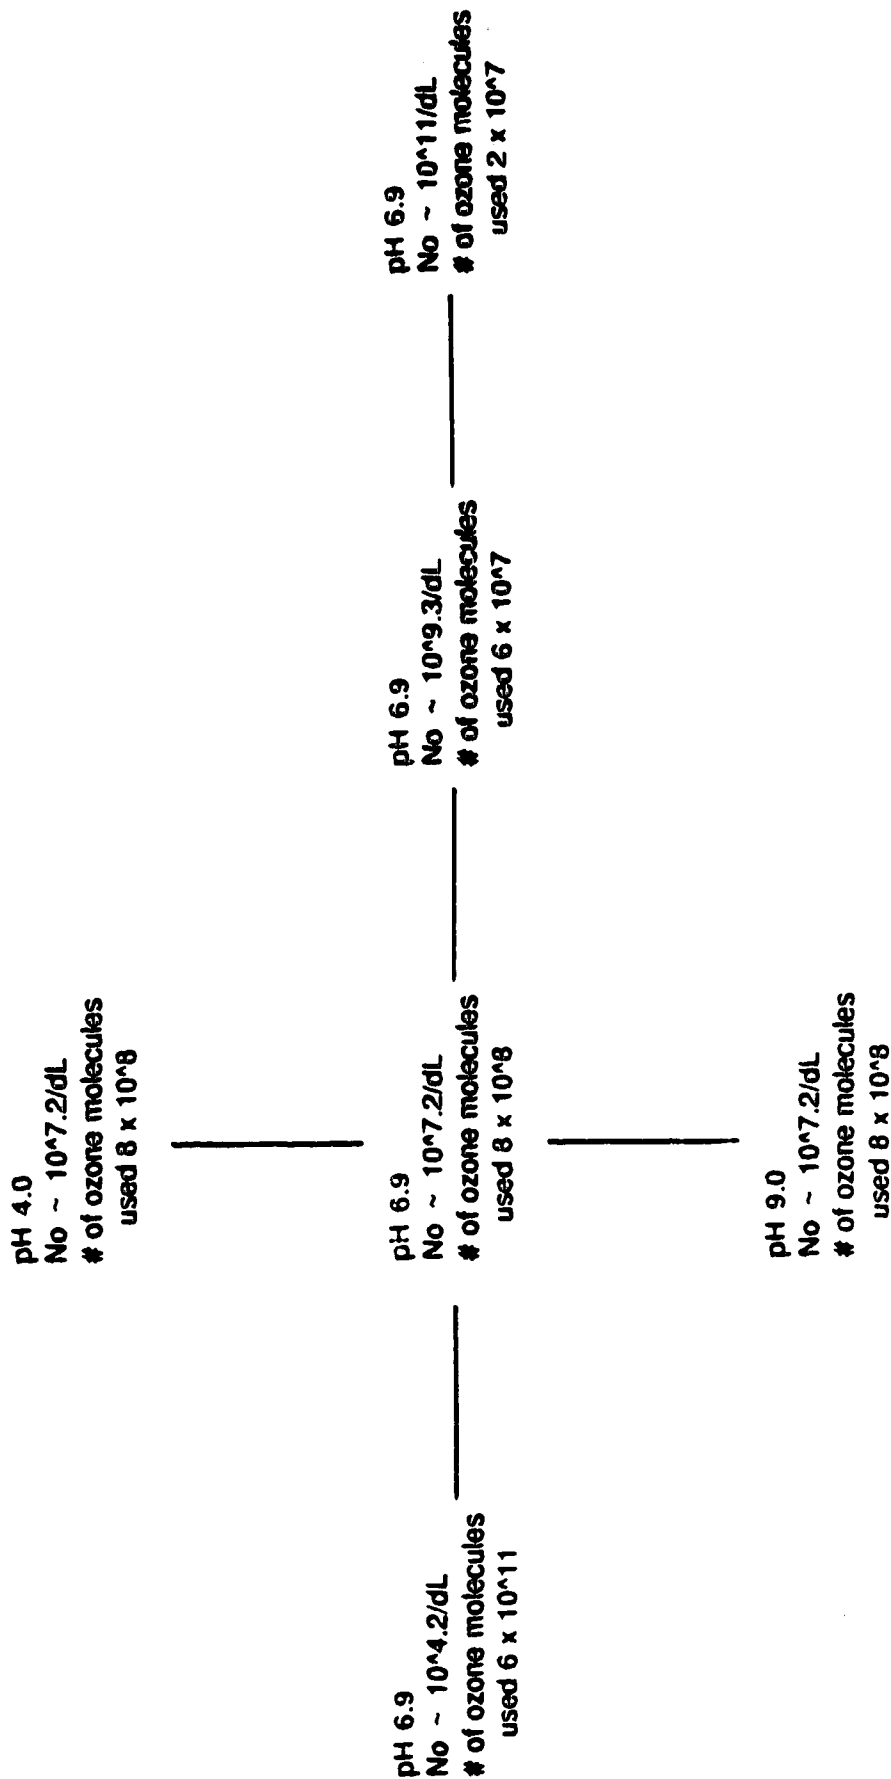 pH 4.0
No ~ 10^7.2/dL
# of ozone molecules
used 8 x 10^8
pH 6.9
No ~ 10^4.2/dL
# of ozone molecules
used 6 x 10^11
pH 6.9
No ~ 10^7.2/dL
# of ozone molecules
used 8 x 10^8
pH 6.9
No ~ 10^9.3/dL
# of ozone molecules
used 6 x 10^7
pH 6.9
No ~ 10^11/dL
# of ozone molecules
used 2 x 10^7
pH 9.0
No ~ 10^7.2/dL
# of ozone molecules
used 8 x 10^8